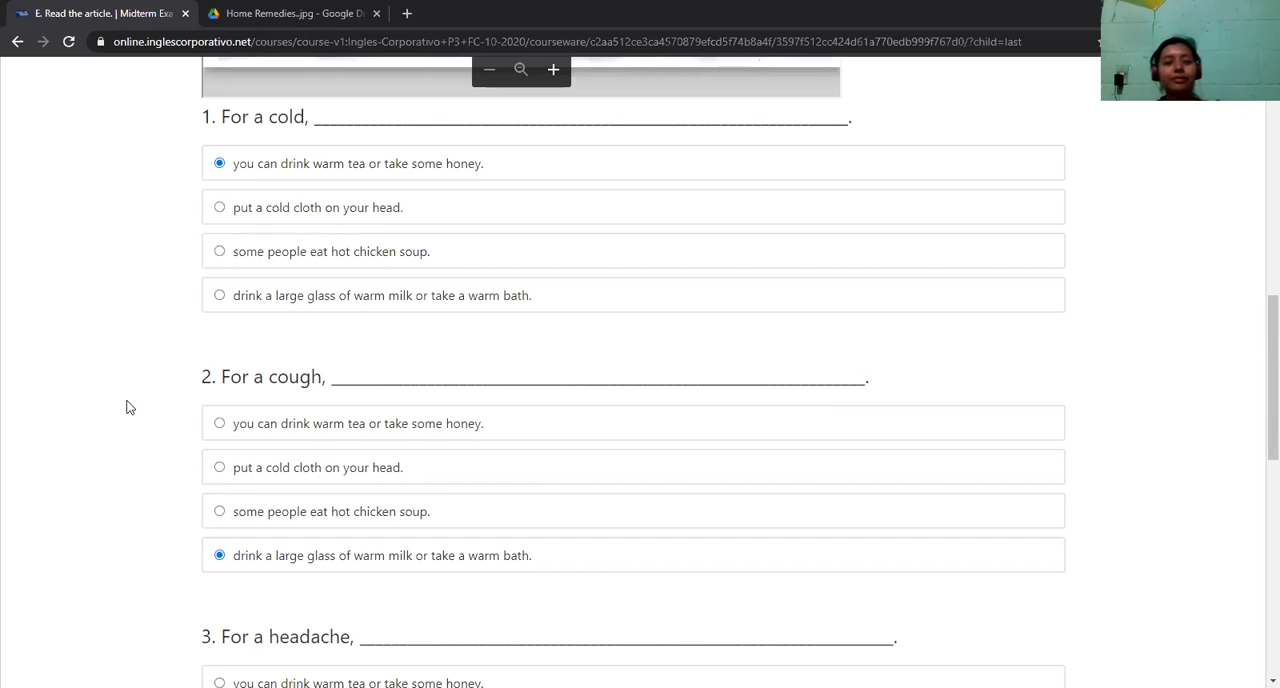 E. Read the article. | Midterm Exa
Home Remedies..jpg - Google D
online.inglescorporativo.net/courses/course-v1:Ingles-Corporativo+P3+FC-10-2020/courseware/c2aa512ce3ca4570879efcd5f74b8a4f/3597f512cc424d61a770edb999f767d0/?child=last
1. For a cold, ______________________________.
you can drink warm tea or take some honey.
put a cold cloth on your head.
some people eat hot chicken soup.
drink a large glass of warm milk or take a warm bath.
2. For a cough, ______________________________.
you can drink warm tea or take some honey.
put a cold cloth on your head.
some people eat hot chicken soup.
drink a large glass of warm milk or take a warm bath.
3. For a headache, ______________________________.
you can drink warm tea or take some honey.